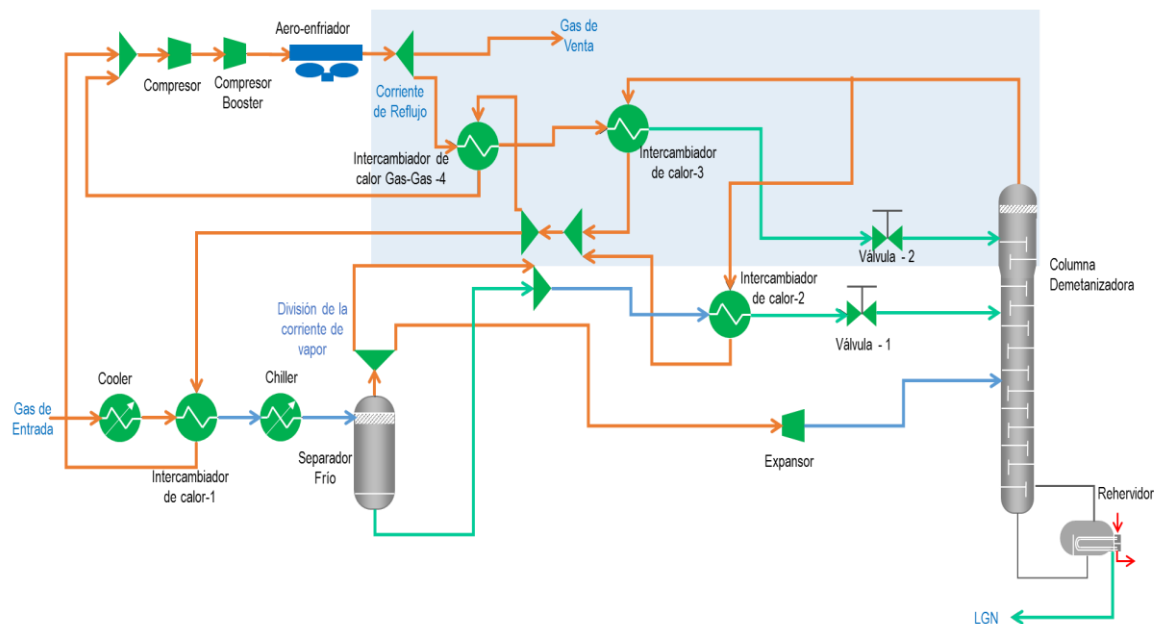 Aero-enfriador
Gas de
Venta
Compresor
Compresor
Booster
Corriente
de Reflujo
Intercambiador de
calor Gas-Gas -4
Intercambiador
de calor-3
Válvula - 2
Columna
Demetanizadora
Intercambiador
de calor-2
División de la
corriente de
vapor
Válvula - 1
Cooler
Chiller
Gas de
Entrada
Intercambiador
de calor-1
Separador
Frío
Expansor
Rehervidor
LGN